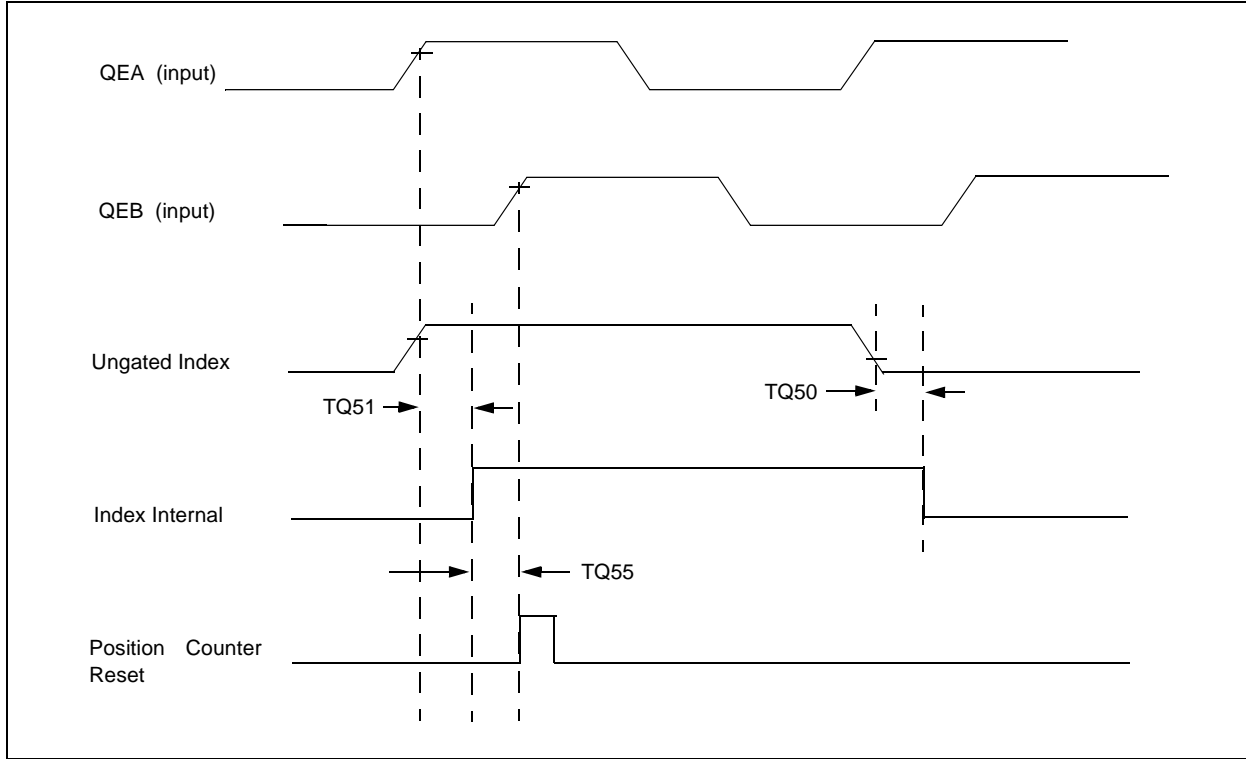 QEA (input)
QEB (input)
Ungated Index
TQ51
TQ50
Index Internal
TQ55
Position Counter
Reset